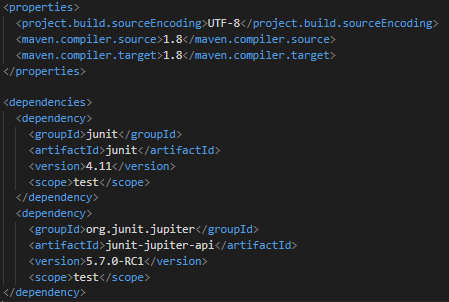 <properties>
<project.build.sourceEncoding>UTF-8</project.build.sourceEncoding>
<maven.compiler.source>1.8</maven.compiler.source>
<maven.compiler.target>1.8</maven.compiler.target>
</properties>
<dependencies>
<dependency>
<groupId>junit</groupId>
<artifactId>junit</artifactId>
<version>4.11</version>
<scope>test</scope>
</dependency>
<dependency>
<groupId>org.junit.jupiter</groupId>
<artifactId>junit-jupiter-api</artifactId>
<version>5.7.0-RC1</version>
<scope>test</scope>
</dependency>